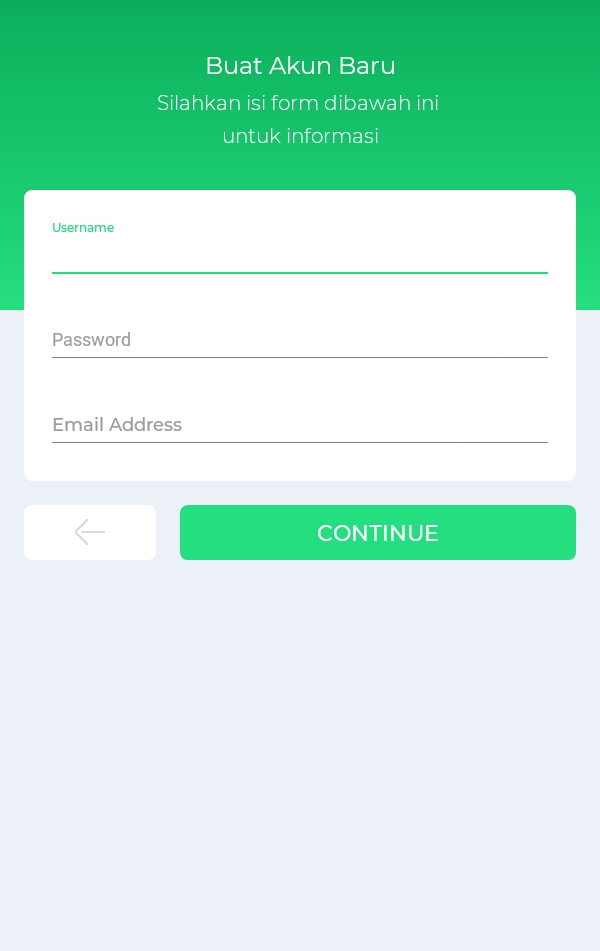 Buat Akun Baru
Silahkan isi form dibawah ini
untuk informasi
Username
Password
Email Address
CONTINUE